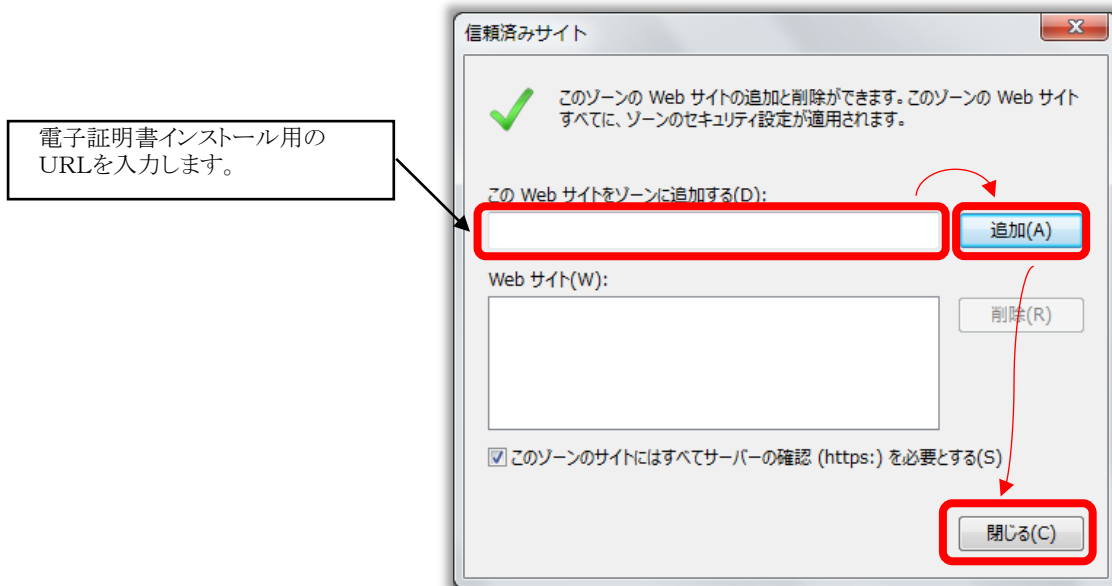 信頼済みサイト
このゾーンの Web サイトの追加と削除ができます。このゾーンの Web サイト
すべてに、ゾーンのセキュリティ設定が適用されます。
電子証明書インストール用の
URLを入力します。
この Web サイトをゾーンに追加する(D):
追加(A)
Web サイト(W):
削除(R)
このゾーンのサイトにはすべてサーバーの確認 (https:) を必要とする(S)
閉じる(C)